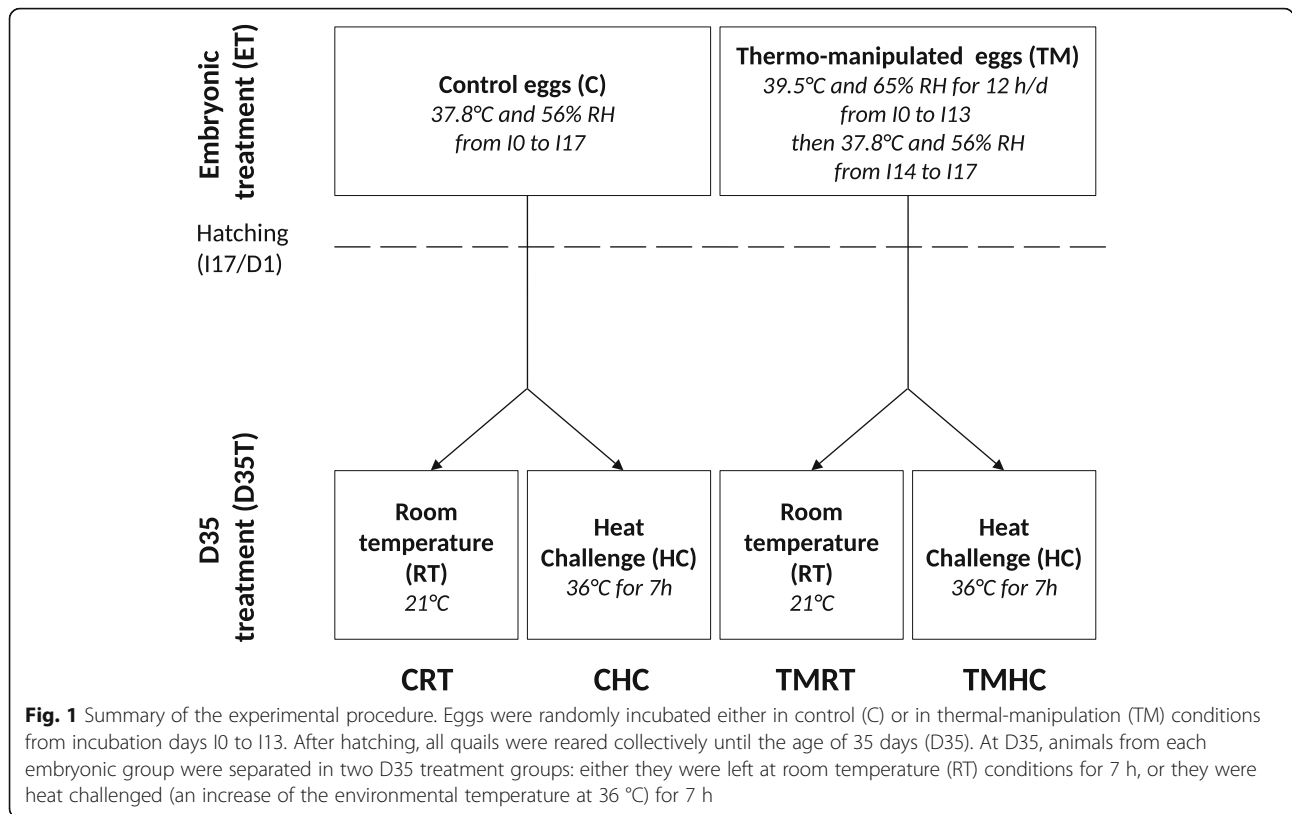 Embryonic
treatment (ET)
Control eggs (C)
37.8°C and 56% RH
from I0 to I17
Thermo-manipulated eggs (TM)
39.5°C and 65% RH for 12 h/d
from I0 to I13
then 37.8°C and 56% RH
from I14 to I17
Hatching
(I17/D1)
D35
treatment (D35T)
Room
temperature
(RT)
21°C
Heat
Challenge (HC)
36°C for 7h
Room
temperature
(RT)
21°C
Heat
Challenge (HC)
36°C for 7h
CRT
CHC
TMRT
TMHC
Fig. 1 Summary of the experimental procedure. Eggs were randomly incubated either in control (C) or in thermal-manipulation (TM) conditions
from incubation days I0 to I13. After hatching, all quails were reared collectively until the age of 35 days (D35). At D35, animals from each
embryonic group were separated in two D35 treatment groups: either they were left at room temperature (RT) conditions for 7 h, or they were
heat challenged (an increase of the environmental temperature at 36 °C) for 7 h